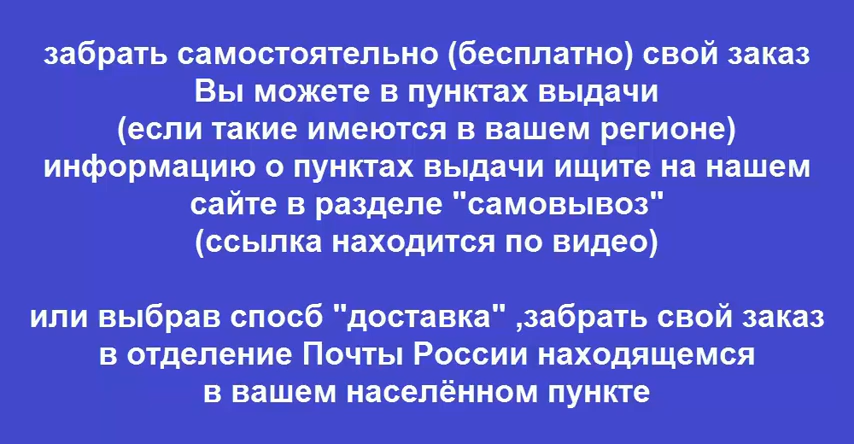 забрать самостоятельно (бесплатно) свой заказ
Вы можете в пунктах выдачи
(если такие имеются в вашем регионе)
информацию о пунктах выдачи ищите на нашем
сайте в разделе "самовывоз"
(ссылка находится по видео)
или выбрав спосб "доставка" ,забрать свой заказ
в отделение Почты России находящемся
в вашем населённом пункте